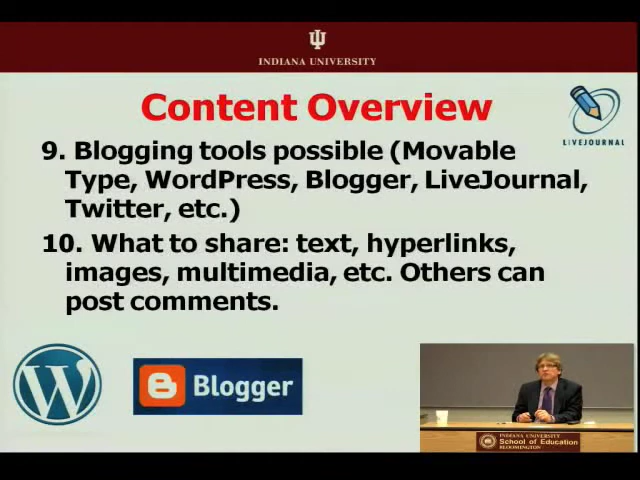 INDIANA UNIVERSITY
Content Overview
LIVEJOURNAL
9. Blogging tools possible (Movable
Type, WordPress, Blogger, LiveJournal,
Twitter, etc.)
10. What to share: text, hyperlinks,
images, multimedia, etc. Others can
post comments.
W
Blogger
INDIANA UNIVERSITY
School of Education
BLOOMINGTON